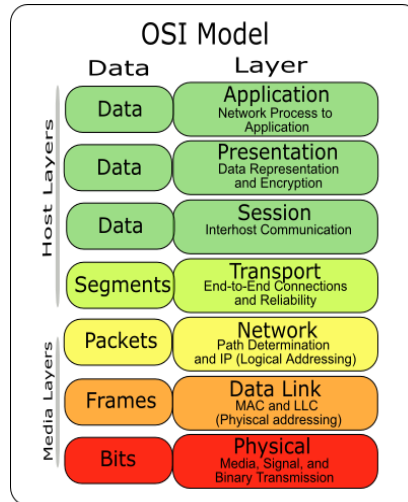 OSI Model
Data Layer
Host Layers
Data
Application
Network Process to
Application
Data
Presentation
Data Representation
and Encryption
Data
Session
Interhost Communication
Segments
Transport
End-to-End Connections
and Reliability
Media Layers
Packets
Network
Path Determination
and IP (Logical Addressing)
Frames
Data Link
MAC and LLC
(Phyiscal addressing)
Bits
Physical
Media, Signal, and
Binary Transmission